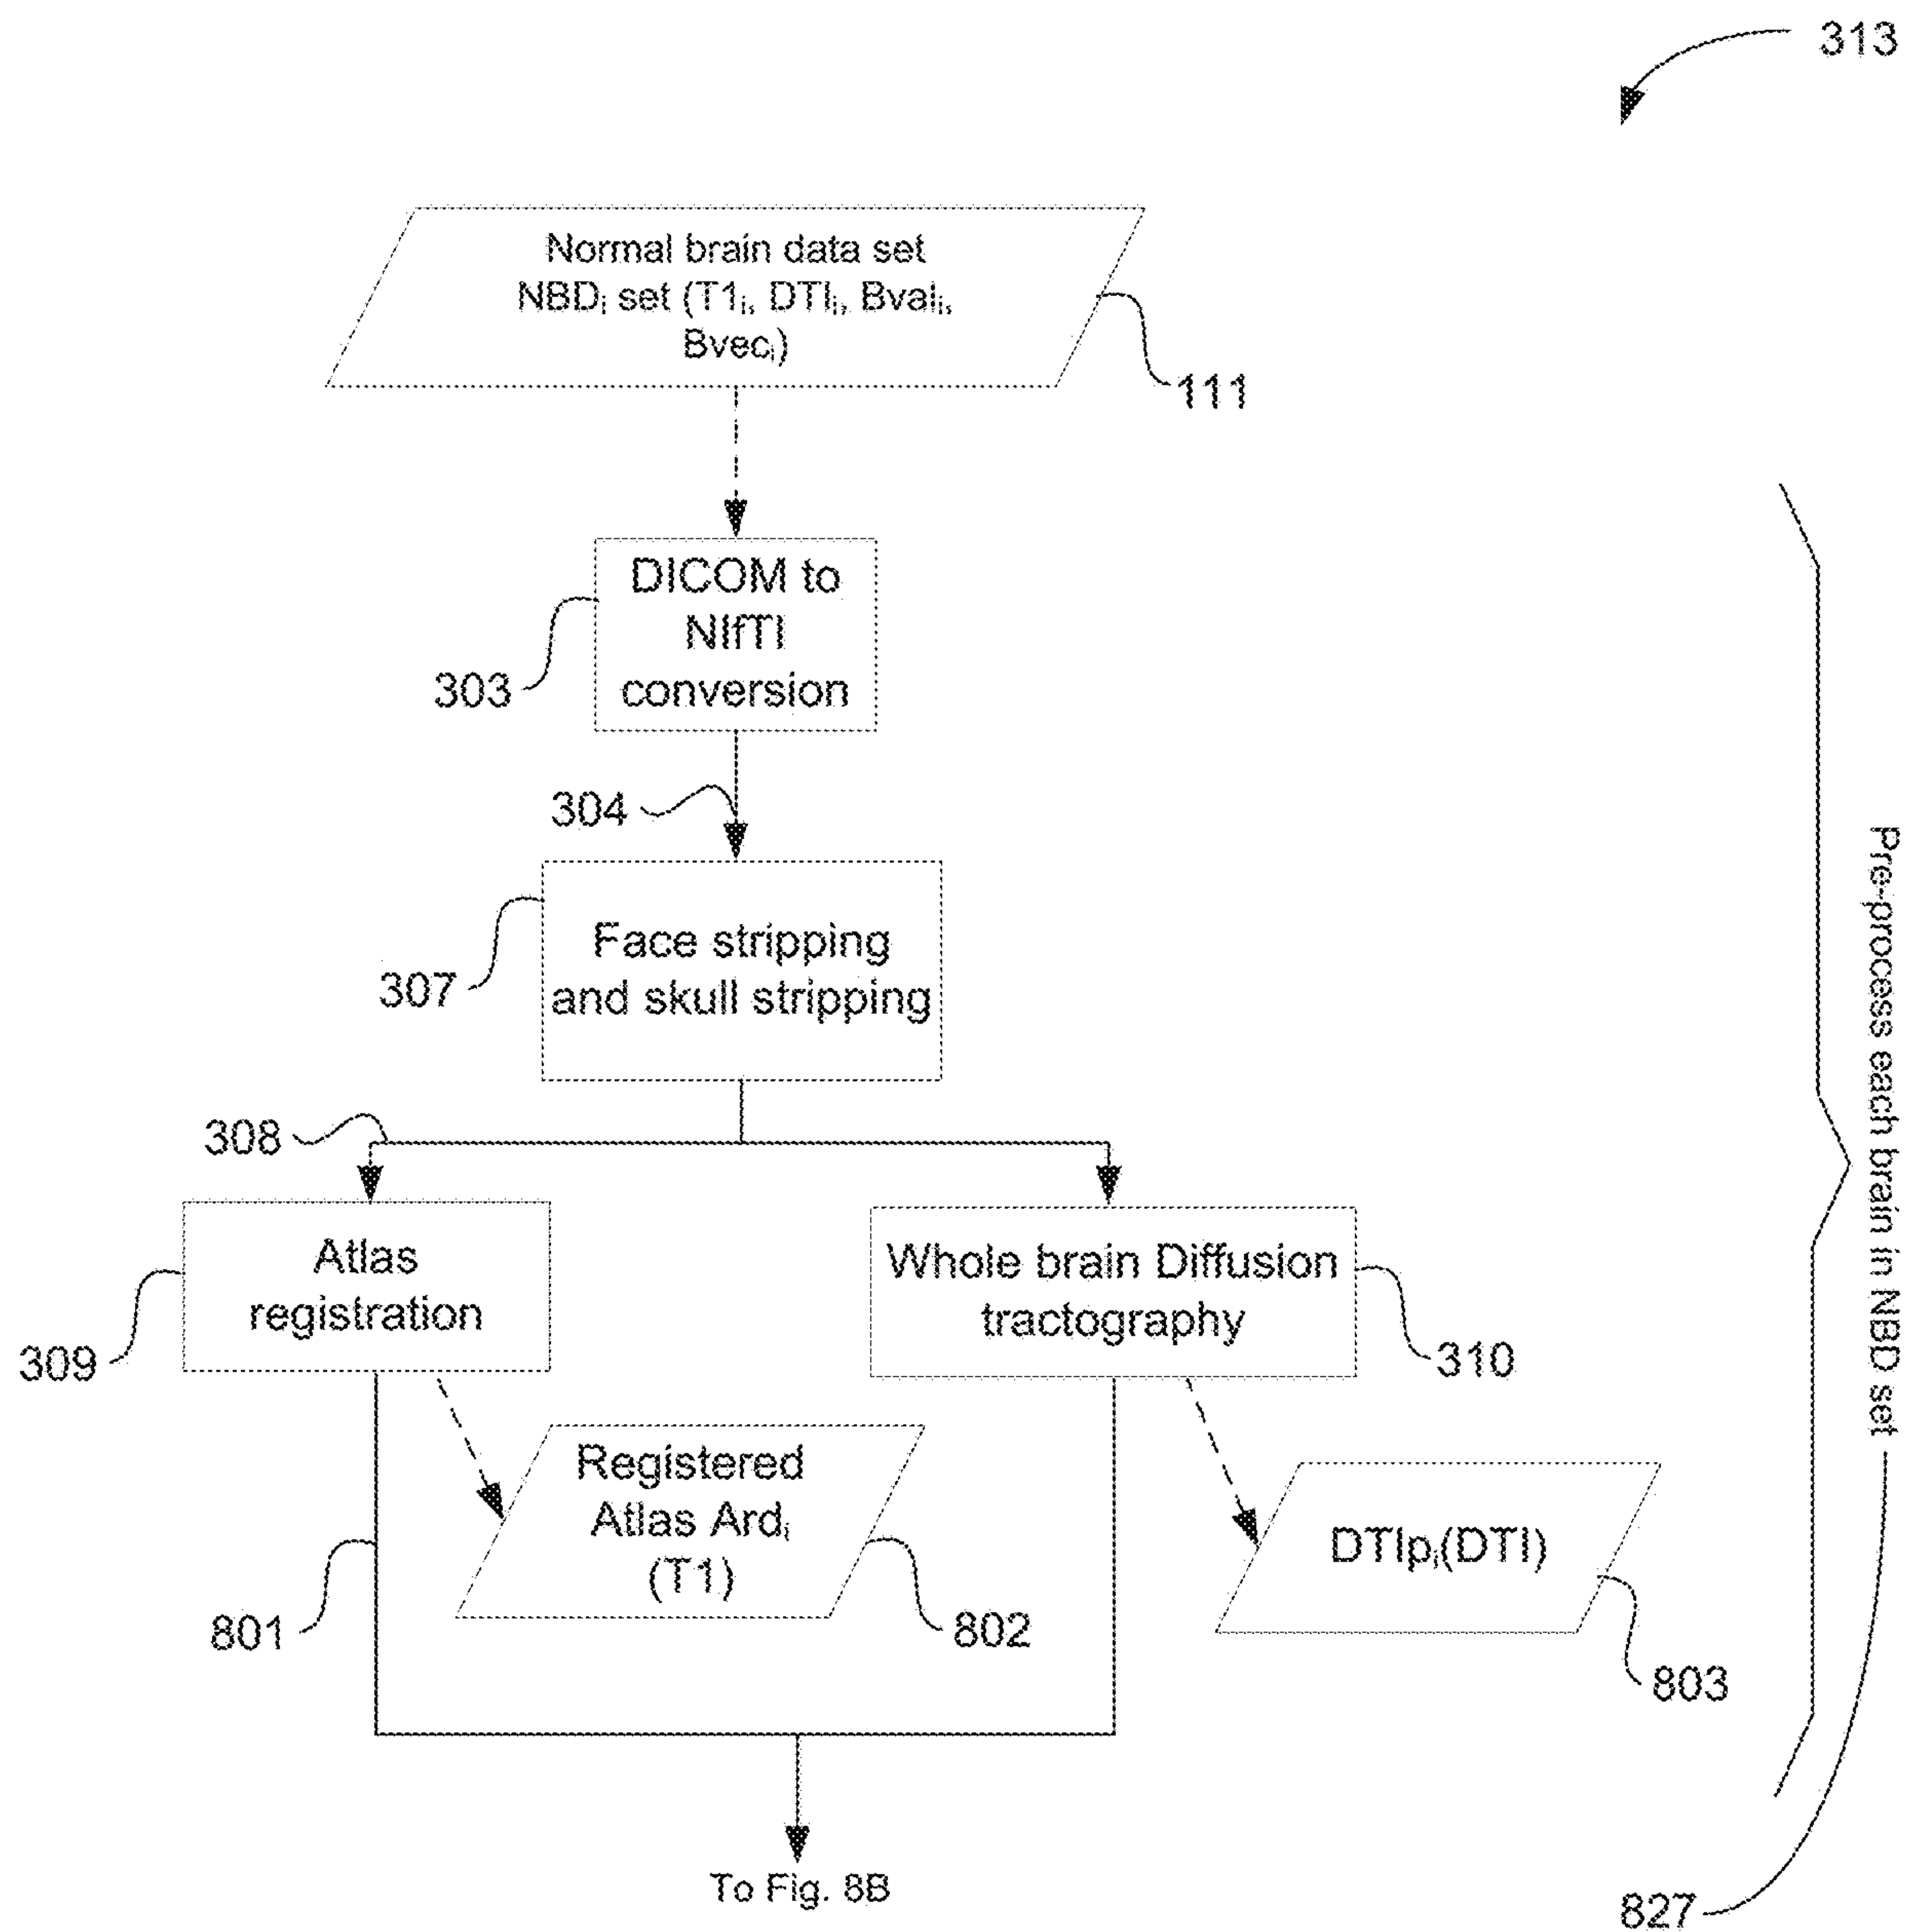 313
Normal brain data set
NBDᵢ set (T1ᵢ, DTIᵢ, Bvalᵢ,
Bvecᵢ)
111
DICOM to
NIfTI
conversion
303
304
Face stripping
and skull stripping
307
308
Atlas
registration
309
Whole brain Diffusion
tractography
310
Registered
Atlas Ardᵢ
(T1)
801
802
DTIpᵢ(DTI)
803
To Fig. 8B
Pre-process each brain in NBD set
827